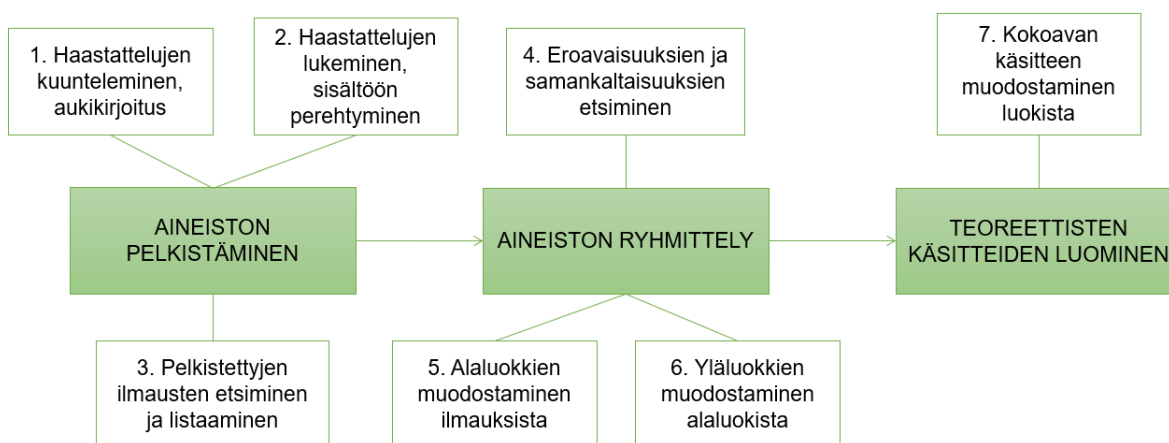 1. Haastattelujen
kuunteleminen,
aukikirjoitus
2. Haastattelujen
lukeminen,
sisältöön
perehtyminen
4. Eroavaisuuksien ja
samankaltaisuuksien
etsiminen
7. Kokoavan
käsitteen
muodostaminen
luokista
AINEISTON
PELKISTÄMINEN
AINEISTON RYHMITTELY
TEOREETTISTEN
KÄSITTEIDEN LUOMINEN
3. Pelkistettyjen
ilmausten etsiminen
ja listaaminen
5. Alaluokkien
muodostaminen
ilmauksista
6. Yläluokkien
muodostaminen
alaluokista